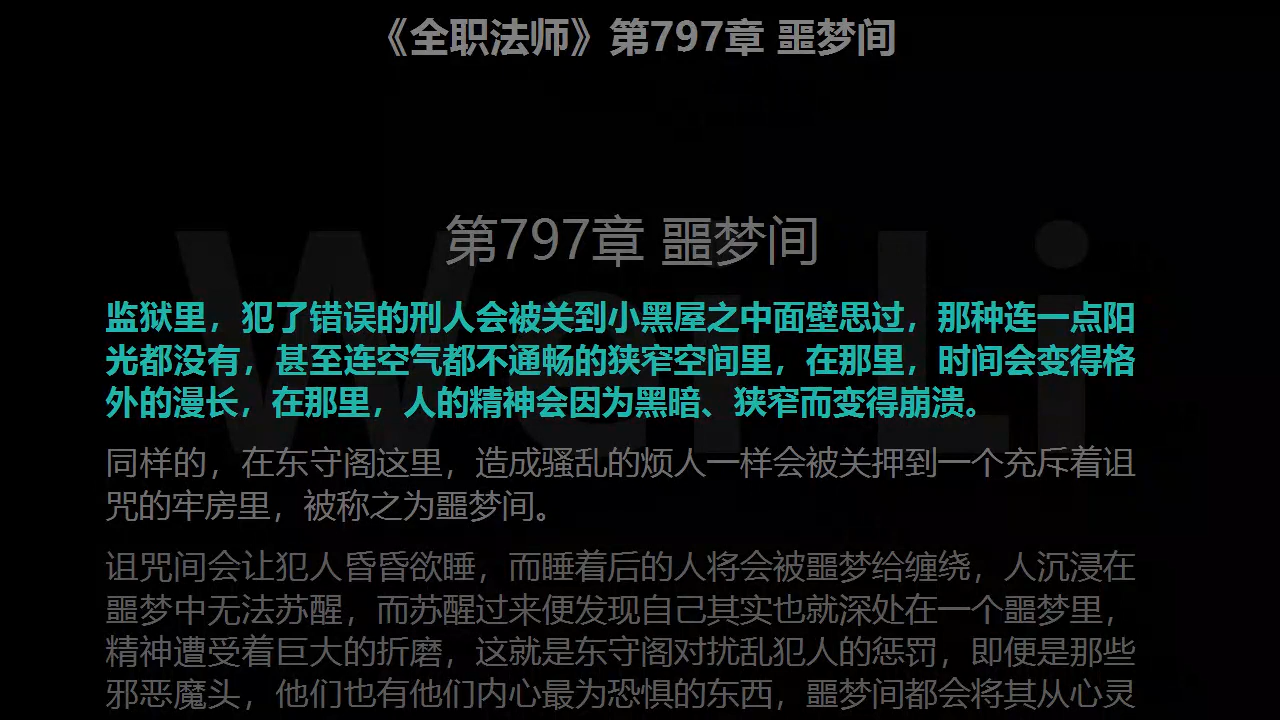 《全职法师》第797章 噩梦间
第797章 噩梦间
Wei Li
监狱里，犯了错误的刑人会被关到小黑屋之中面壁思过，那种连一点阳
光都没有，甚至连空气都不通畅的狭窄空间里，在那里，时间会变得格
外的漫长，在那里，人的精神会因为黑暗、狭窄而变得崩溃。
同样的，在东守阁这里，造成骚乱的烦人一样会被关押到一个充斥着诅
咒的牢房里，被称之为噩梦间。
诅咒间会让犯人昏昏欲睡，而睡着后的人将会被噩梦给缠绕，人沉浸在
噩梦中无法苏醒，而苏醒过来便发现自己其实也就深处在一个噩梦里，
精神遭受着巨大的折磨，这就是东守阁对扰乱犯人的惩罚，即便是那些
邪恶魔头，他们也有他们内心最为恐惧的东西，噩梦间都会将其从心灵